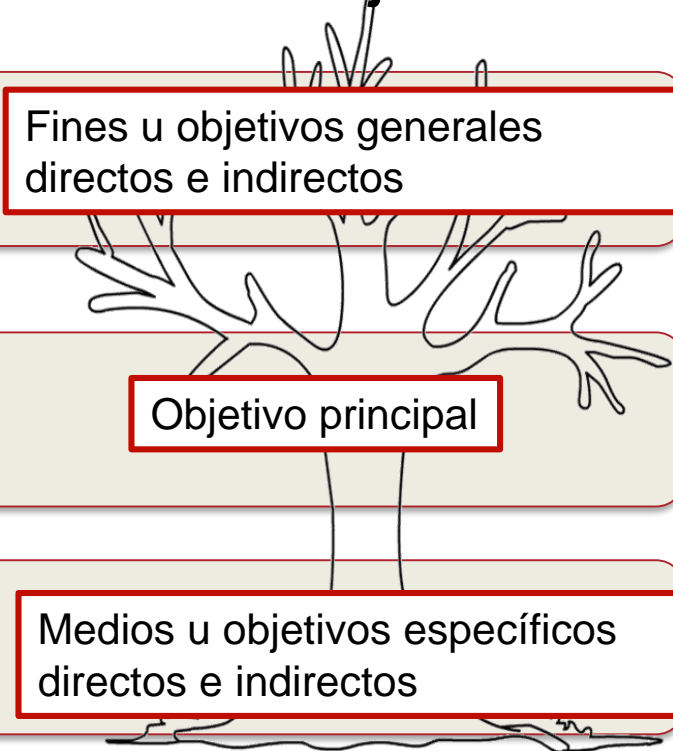 Fines u objetivos generales
directos e indirectos
Objetivo principal
Medios u objetivos específicos
directos e indirectos